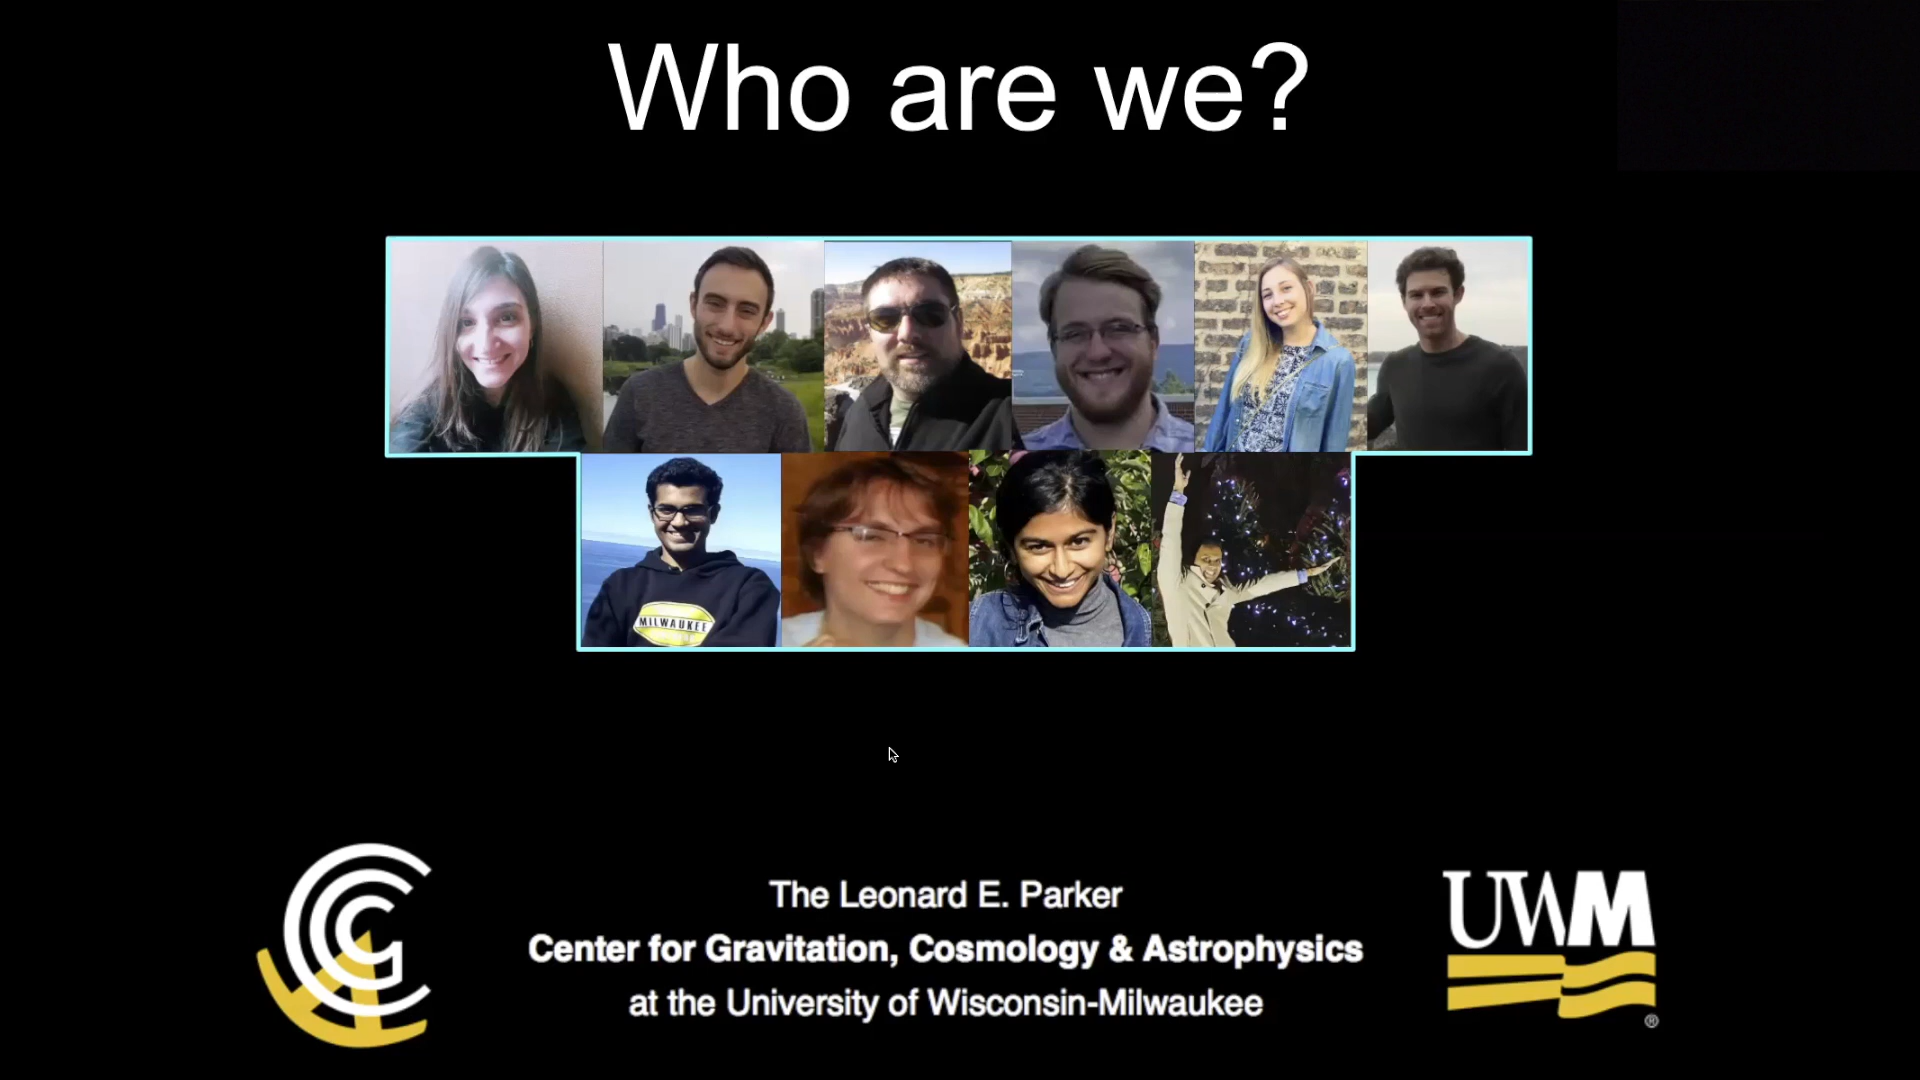 Who are we?
MILWAUKEE
The Leonard E. Parker
Center for Gravitation, Cosmology & Astrophysics
at the University of Wisconsin-Milwaukee
CGCA
UWM
®